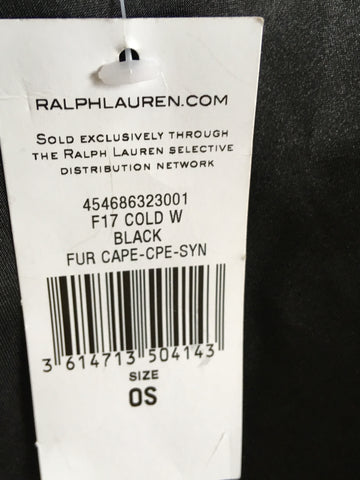 RALPHLAUREN.COM
SOLD EXCLUSIVELY THROUGH
THE RALPH LAUREN SELECTIVE
DISTRIBUTION NETWORK
454686323001
F17 COLD W
BLACK
FUR CAPE-CPE-SYN
3 614713 504143
SIZE
OS